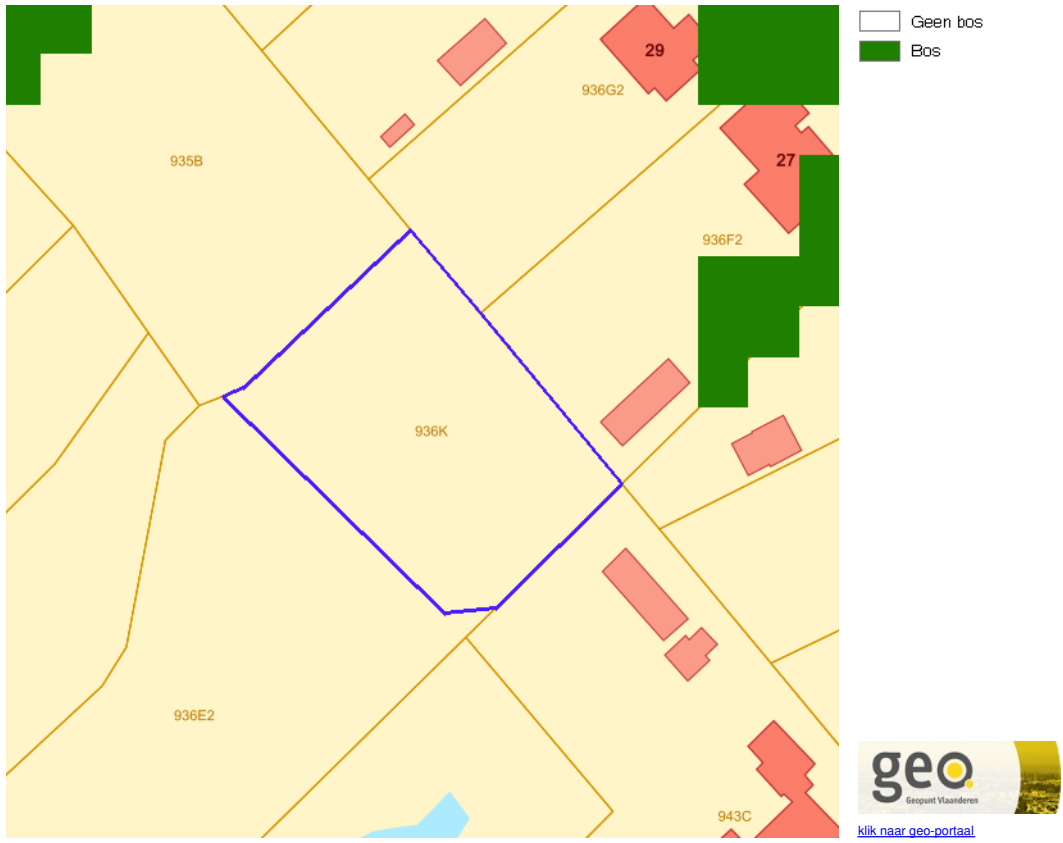 Geen bos
Bos
29
936G2
27
935B
936F2
936K
936E2
943C
geo
Geopunt Vlaanderen
klik naar geo-portaal